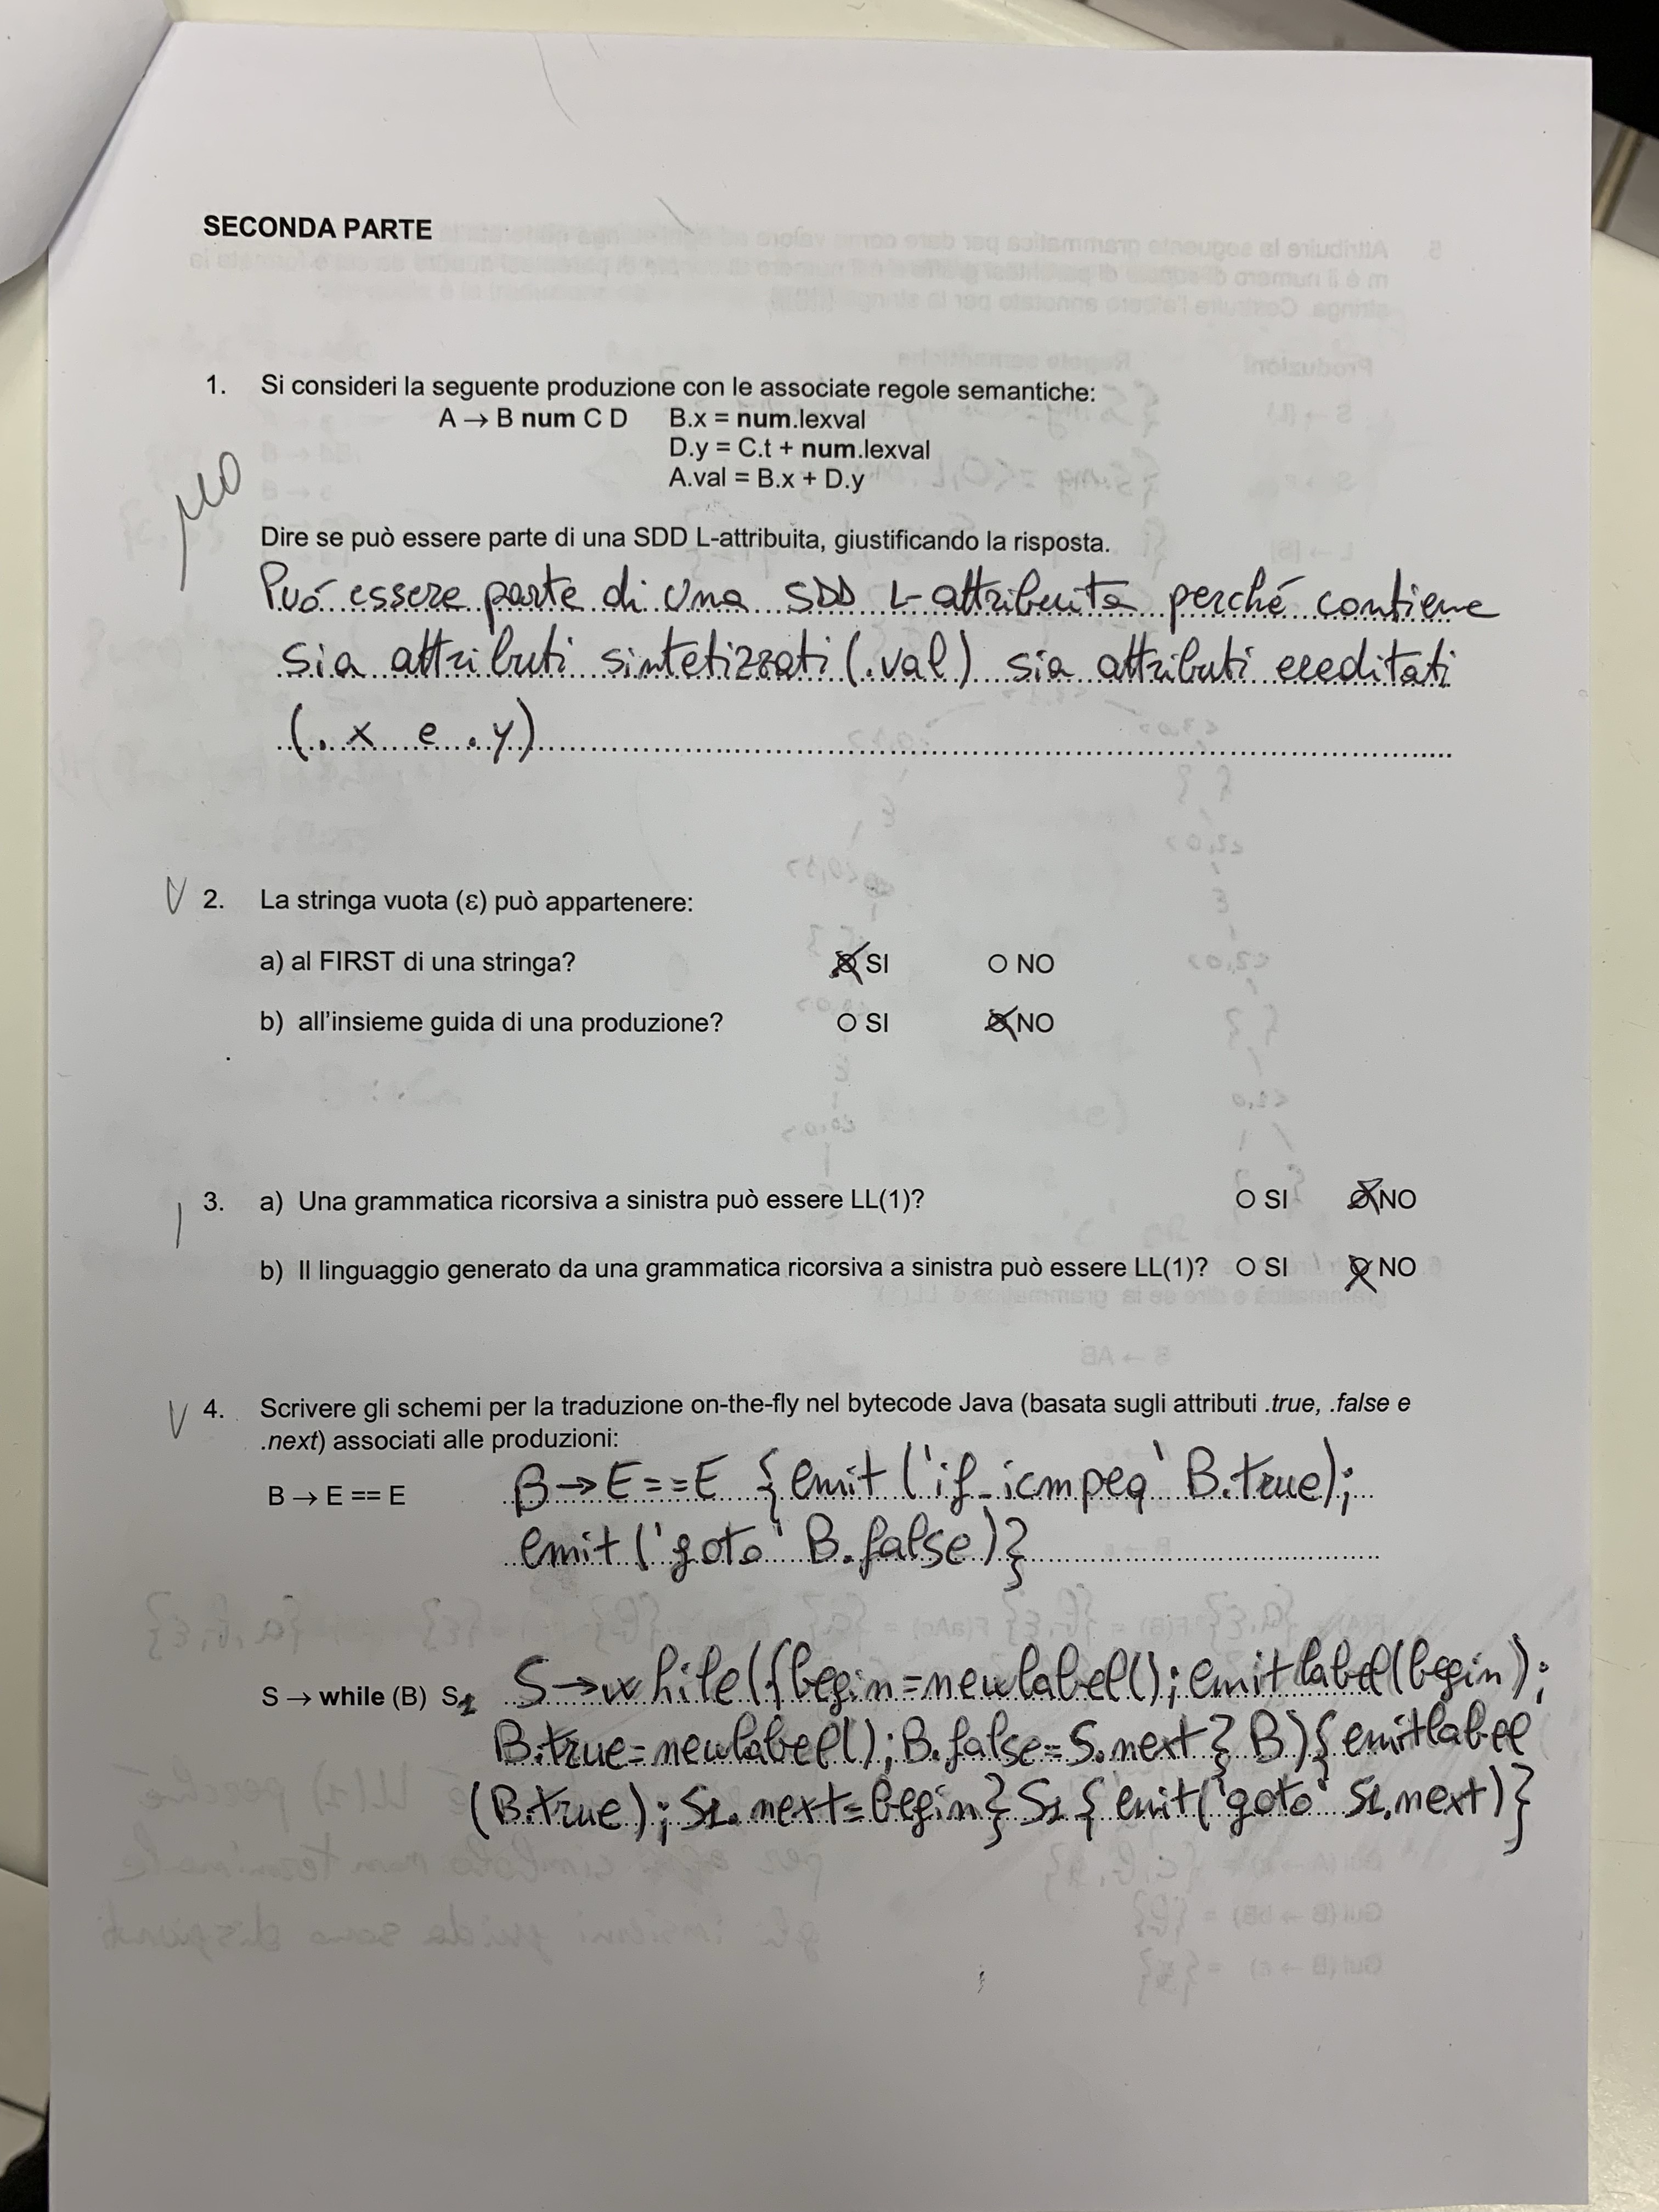 SECONDA PARTE
1. Si consideri la seguente produzione con le associate regole semantiche:
A → B num C D B.x = num.lexval
D.y = C.t + num.lexval
A.val = B.x + D.y
no
Dire se può essere parte di una SDD L-attribuita, giustificando la risposta.
Puó essere parte di una SDD L-attribuita perché contiene
sia attributi sintetizzati (.val) sia attributi ereditati
(.x e .y)
V 2. La stringa vuota (ε) può appartenere:
a) al FIRST di una stringa? SI NO
b) all'insieme guida di una produzione? SI NO
3. a) Una grammatica ricorsiva a sinistra può essere LL(1)? SI NO
b) Il linguaggio generato da una grammatica ricorsiva a sinistra può essere LL(1)? SI NO
V 4. Scrivere gli schemi per la traduzione on-the-fly nel bytecode Java (basata sugli attributi .true, .false e
.next) associati alle produzioni:
B → E == E B→E==E {emit('if_icmpeq' B.true);
emit('goto' B.false)}
S → while (B) S1 S→while({begin=newlabel();emitlabel(begin);
B.true=newlabel();B.false=S.next}B){emitlabel
(B.true);S1.next=begin}S1{emit('goto' S1.next)}